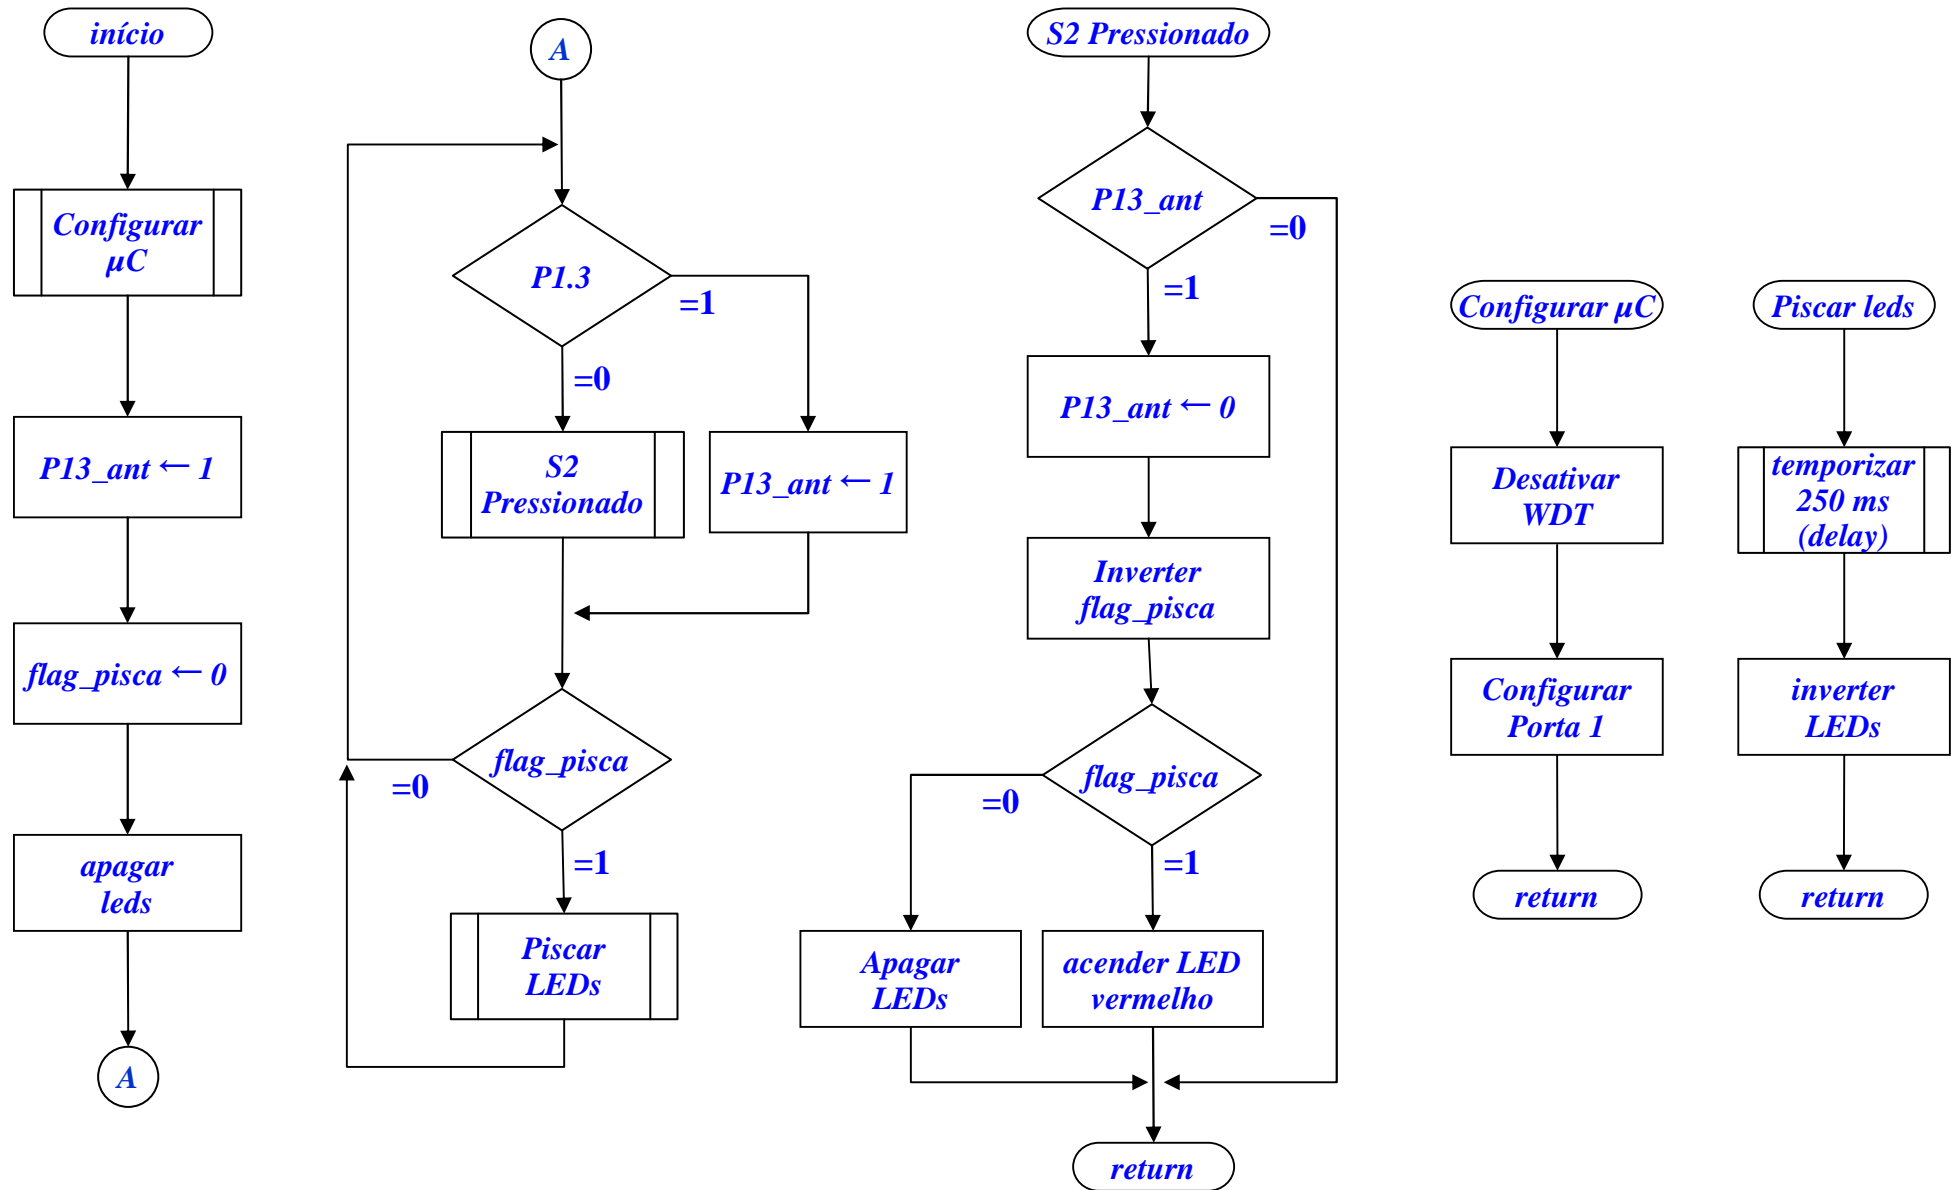 início
Configurar
μC
P13_ant ← 1
flag_pisca ← 0
apagar
leds
A
A
P1.3
=1
=0
S2
Pressionado
P13_ant ← 1
flag_pisca
=0
=1
Piscar
LEDs
S2 Pressionado
P13_ant
=0
=1
P13_ant ← 0
Inverter
flag_pisca
flag_pisca
=0
=1
Apagar
LEDs
acender LED
vermelho
return
Configurar μC
Desativar
WDT
Configurar
Porta 1
return
Piscar leds
temporizar
250 ms
(delay)
inverter
LEDs
return